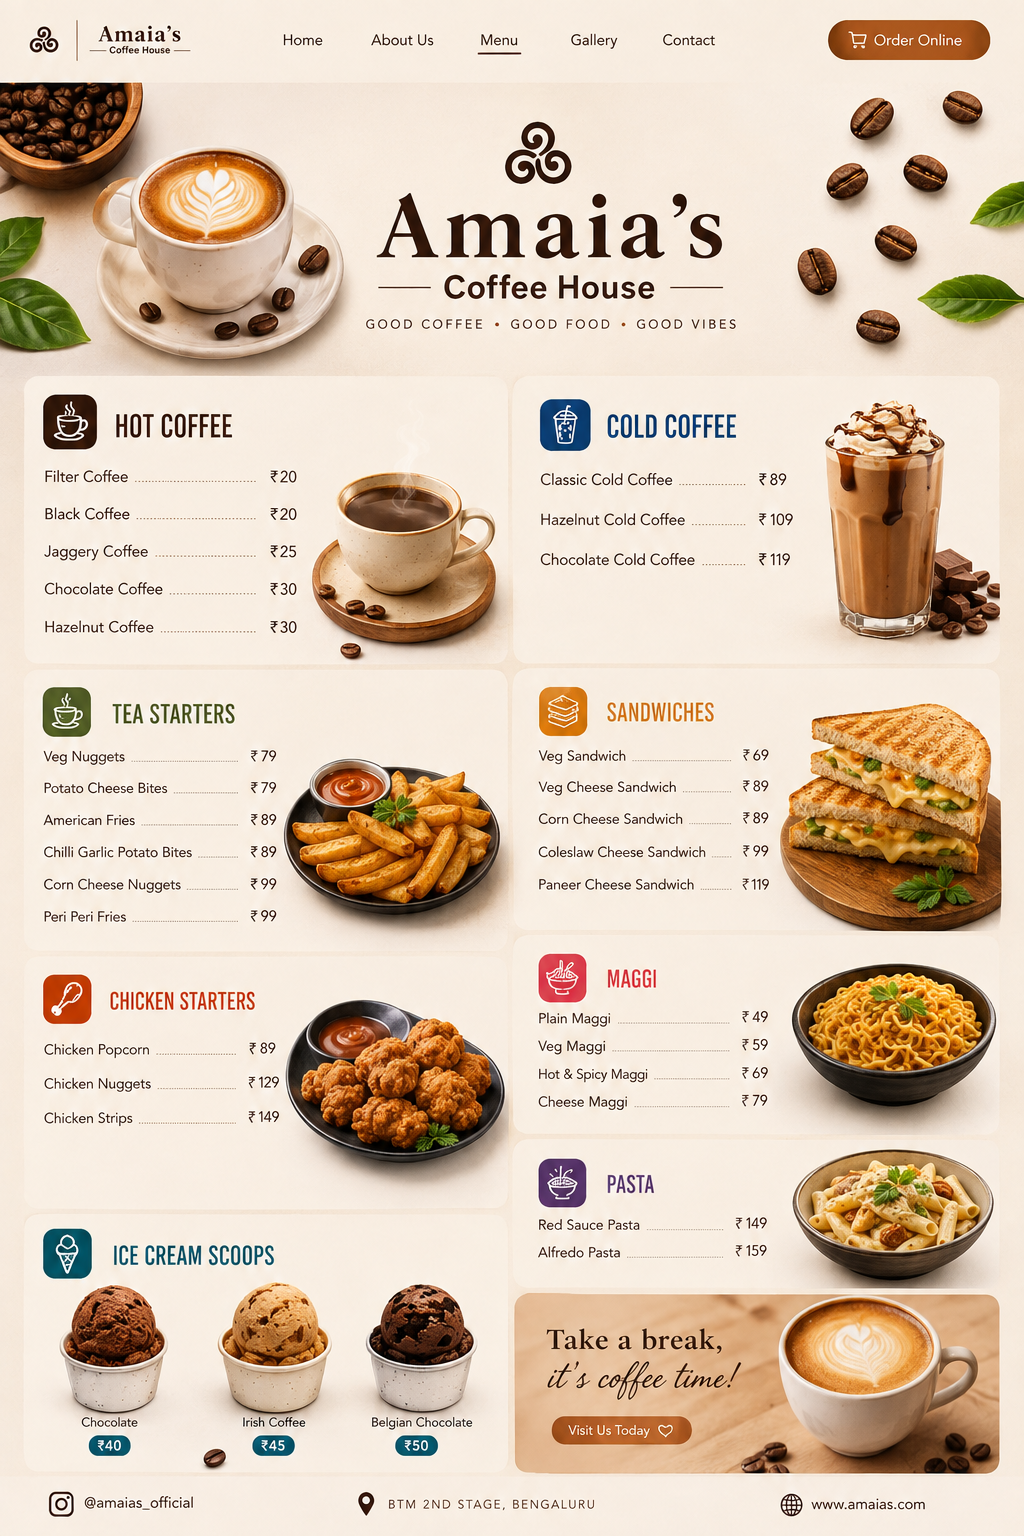 Amaia's
Coffee House
Home
About Us
Menu
Gallery
Contact
Order Online
Amaia's
Coffee House
GOOD COFFEE • GOOD FOOD • GOOD VIBES
HOT COFFEE
Filter Coffee ₹20
Black Coffee ₹20
Jaggery Coffee ₹25
Chocolate Coffee ₹30
Hazelnut Coffee ₹30
COLD COFFEE
Classic Cold Coffee ₹89
Hazelnut Cold Coffee ₹109
Chocolate Cold Coffee ₹119
TEA STARTERS
Veg Nuggets ₹79
Potato Cheese Bites ₹79
American Fries ₹89
Chilli Garlic Potato Bites ₹89
Corn Cheese Nuggets ₹99
Peri Peri Fries ₹99
SANDWICHES
Veg Sandwich ₹69
Veg Cheese Sandwich ₹89
Corn Cheese Sandwich ₹89
Coleslaw Cheese Sandwich ₹99
Paneer Cheese Sandwich ₹119
CHICKEN STARTERS
Chicken Popcorn ₹89
Chicken Nuggets ₹129
Chicken Strips ₹149
MAGGI
Plain Maggi ₹49
Veg Maggi ₹59
Hot & Spicy Maggi ₹69
Cheese Maggi ₹79
PASTA
Red Sauce Pasta ₹149
Alfredo Pasta ₹159
ICE CREAM SCOOPS
Chocolate
₹40
Irish Coffee
₹45
Belgian Chocolate
₹50
Take a break,
it's coffee time!
Visit Us Today
@amaias_official
BTM 2ND STAGE, BENGALURU
www.amaias.com